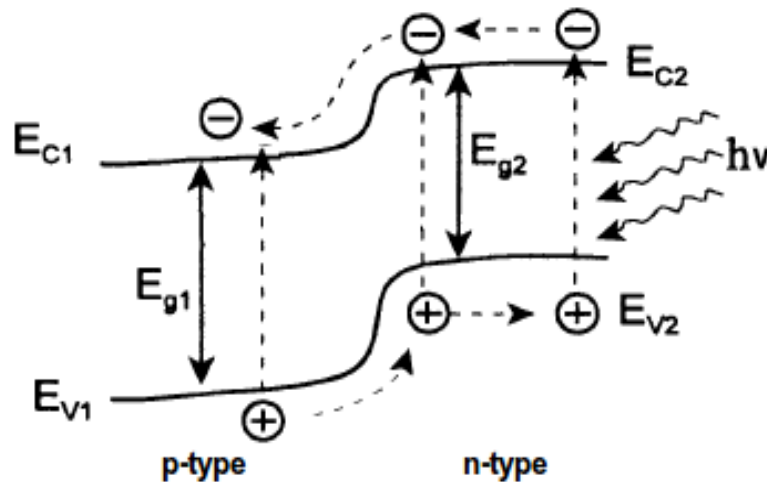 E_C2
E_C1
E_g2
hν
E_g1
E_V2
E_V1
p-type
n-type